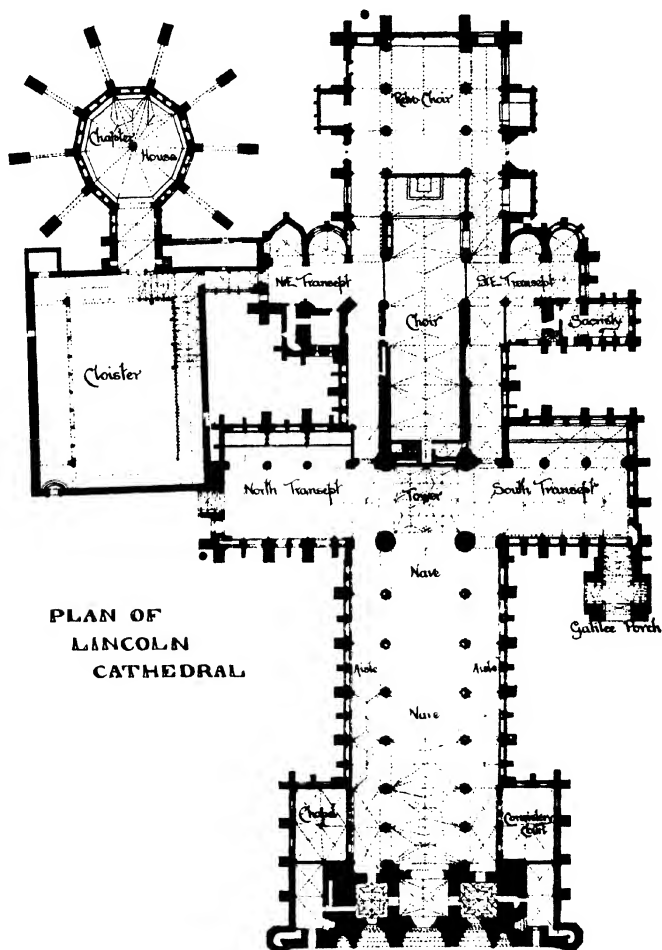 Retro-Choir
Chapter
House
N.E. Transept
S.E. Transept
Choir
Sacristy
Cloister
North Transept
Tower
South Transept
Nave
Galilee Porch
PLAN OF
LINCOLN
CATHEDRAL
Aisle
Aisle
Nave
Chapel
Consistory
Court